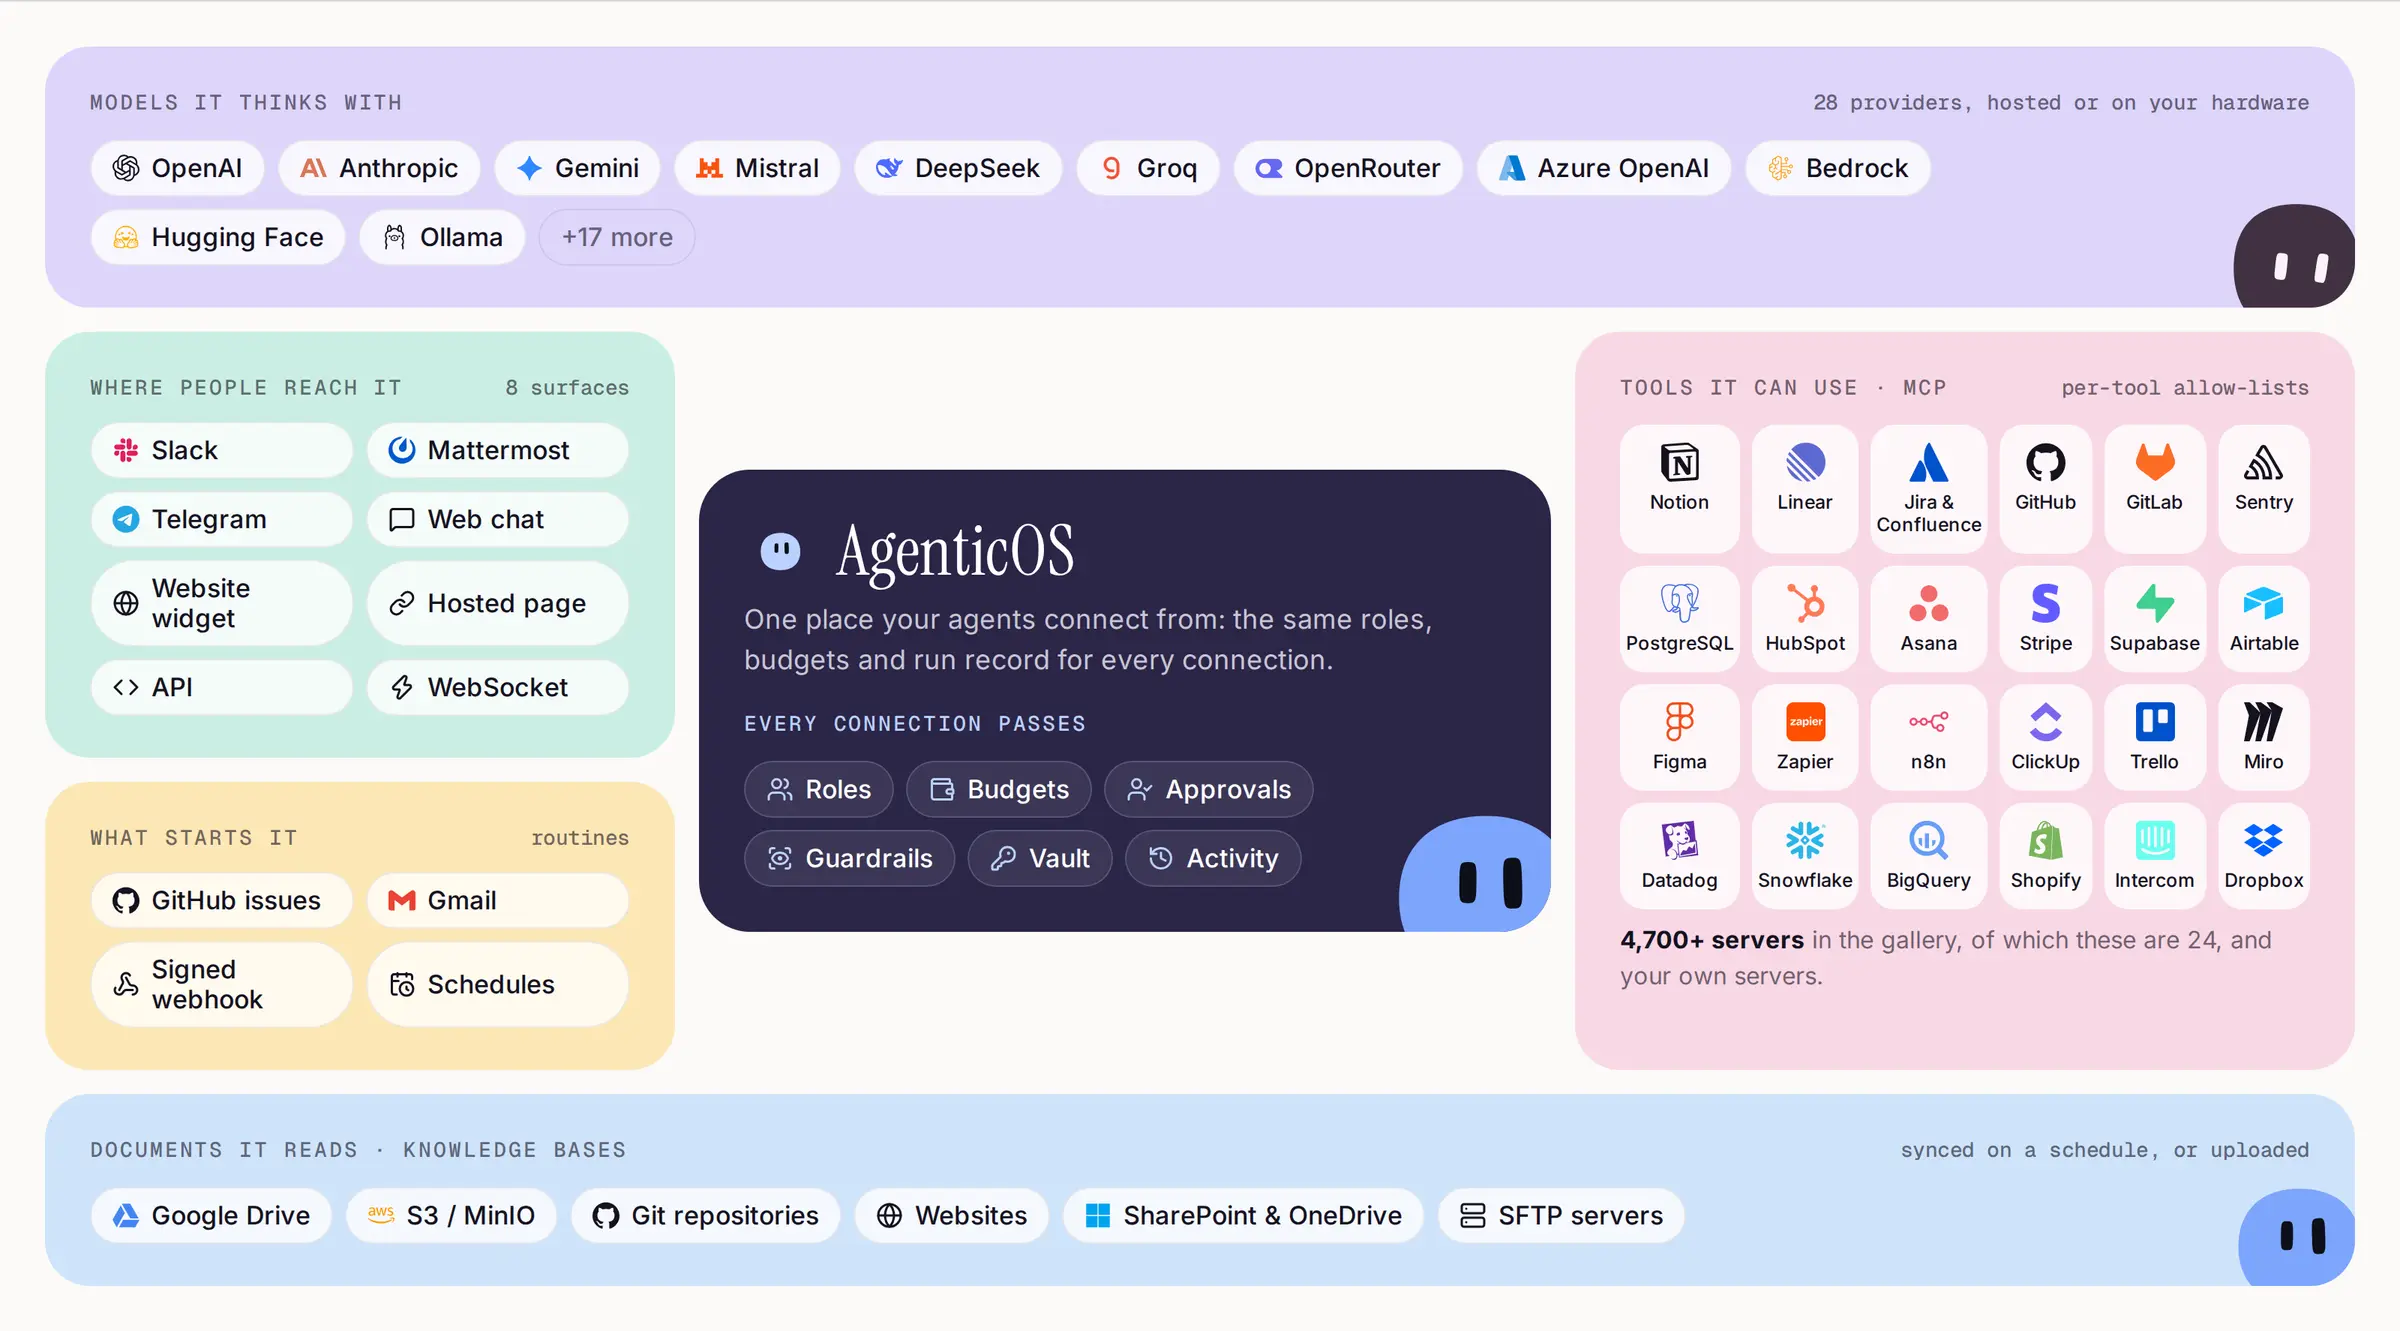 MODELS IT THINKS WITH
28 providers, hosted or on your hardware
OpenAI
Anthropic
Gemini
Mistral
DeepSeek
Groq
OpenRouter
Azure OpenAI
Bedrock
Hugging Face
Ollama
+17 more
WHERE PEOPLE REACH IT
8 surfaces
Slack
Mattermost
Telegram
Web chat
Website
widget
Hosted page
API
WebSocket
WHAT STARTS IT
routines
GitHub issues
Gmail
Signed
webhook
Schedules
AgenticOS
One place your agents connect from: the same roles,
budgets and run record for every connection.
EVERY CONNECTION PASSES
Roles
Budgets
Approvals
Guardrails
Vault
Activity
TOOLS IT CAN USE · MCP
per-tool allow-lists
Notion
Linear
Jira &
Confluence
GitHub
GitLab
Sentry
PostgreSQL
HubSpot
Asana
Stripe
Supabase
Airtable
Figma
zapier
Zapier
n8n
ClickUp
Trello
Miro
Datadog
Snowflake
BigQuery
Shopify
Intercom
Dropbox
4,700+ servers in the gallery, of which these are 24, and
your own servers.
DOCUMENTS IT READS · KNOWLEDGE BASES
synced on a schedule, or uploaded
Google Drive
aws
S3 / MinIO
Git repositories
Websites
SharePoint & OneDrive
SFTP servers